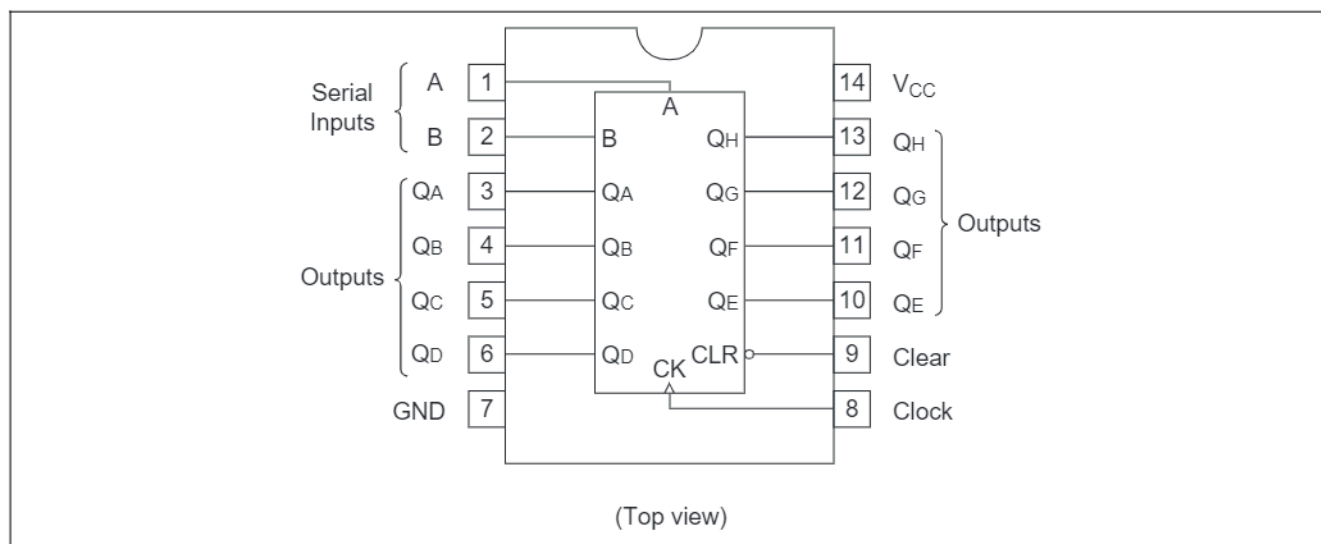 Serial
Inputs
A 1
B 2
Outputs
QA 3
QB 4
QC 5
QD 6
GND 7
A
B QH
QA QG
QB QF
QC QE
QD CLR
CK
14 VCC
13 QH
12 QG
11 QF
10 QE
Outputs
9 Clear
8 Clock
(Top view)